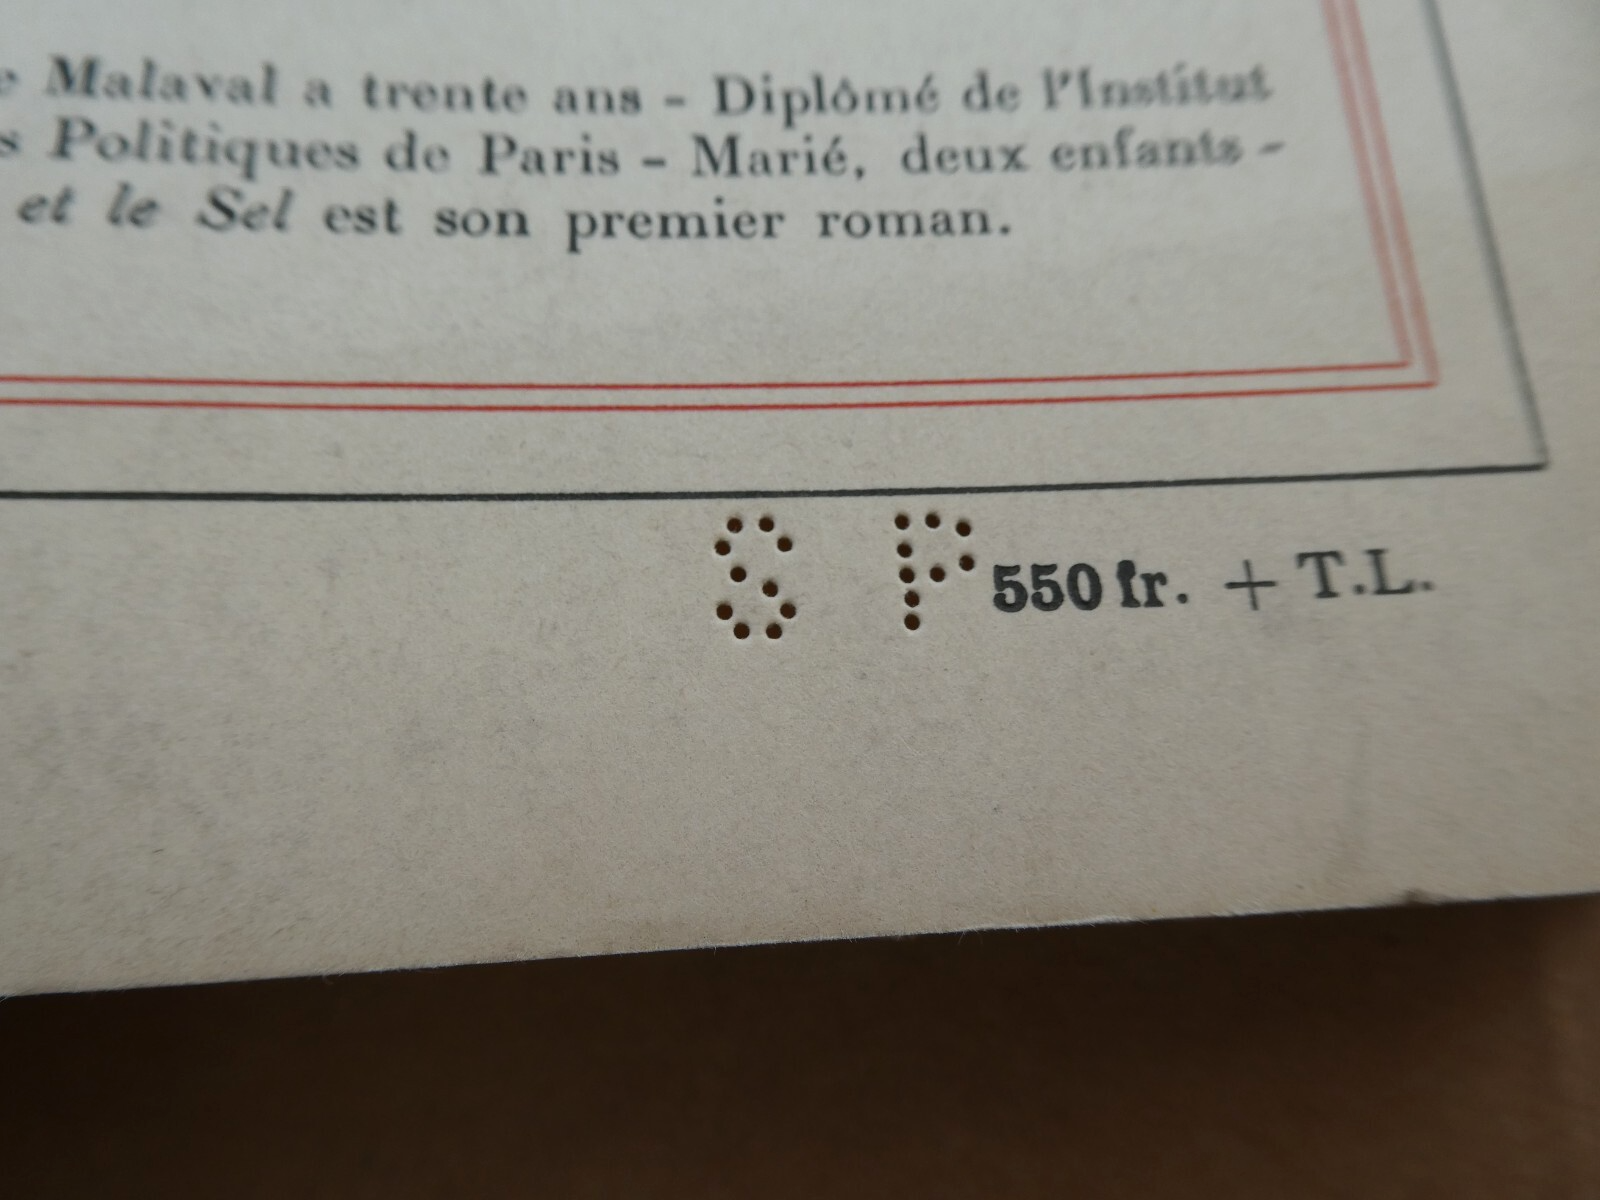 Malaval a trente ans - Diplômé de l'Institut
s Politiques de Paris - Marié, deux enfants -
et le Sel est son premier roman.
S P 550 fr. + T.L.